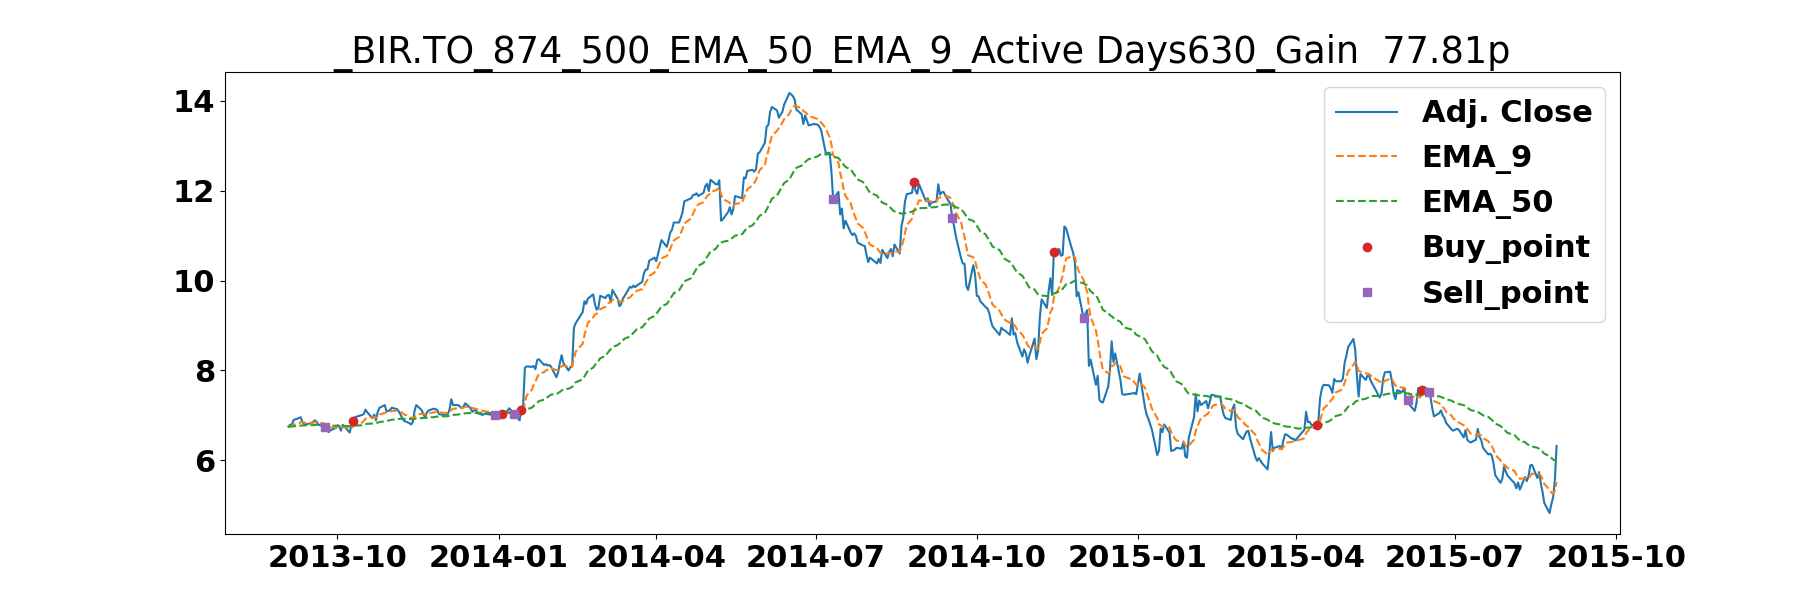 _BIR.TO_874_500_EMA_50_EMA_9_Active Days630_Gain  77.81p
14
12
10
8
6
Adj. Close
EMA_9
EMA_50
Buy_point
Sell_point
2013-10 2014-01 2014-04 2014-07 2014-10 2015-01 2015-04 2015-07 2015-10